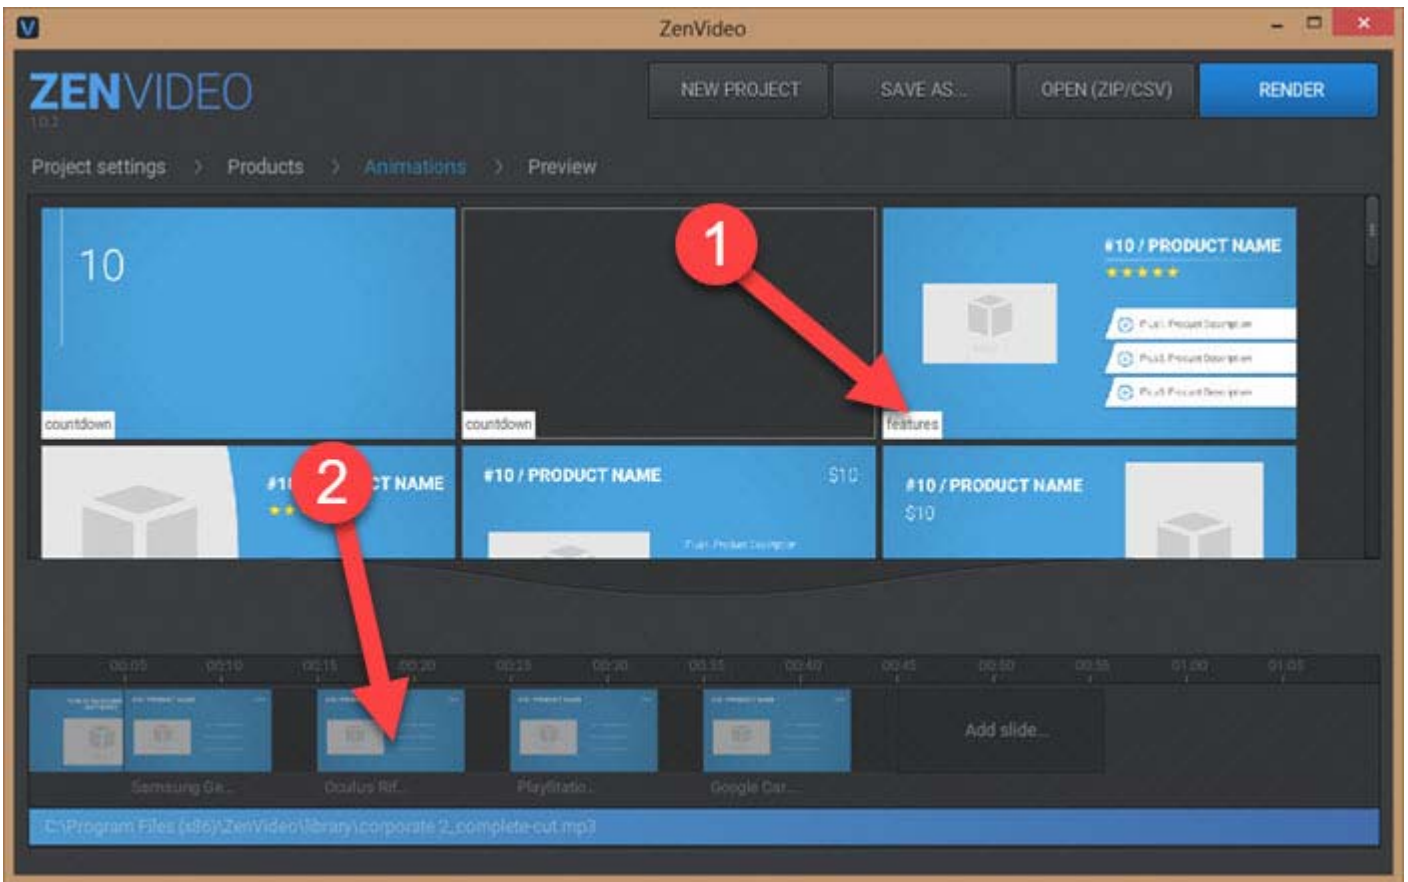 ZenVideo
ZENVIDEO
1.0.2
NEW PROJECT
SAVE AS...
OPEN (ZIP/CSV)
RENDER
Project settings > Products > Animations > Preview
10
countdown
1
countdown
#10 / PRODUCT NAME
features
2
#10 / PRODUCT NAME
$10
#10 / PRODUCT NAME
$10
00:05 00:10 00:15 00:20 00:25 00:30 00:35 00:40 00:45 00:50 00:55 01:00 01:05
Add slide...
Samsung Ge...
Oculus Rif...
PlayStatio...
Google Car...
C:\Program Files (x86)\ZenVideo\library\corporate 2_complete-cut.mp3